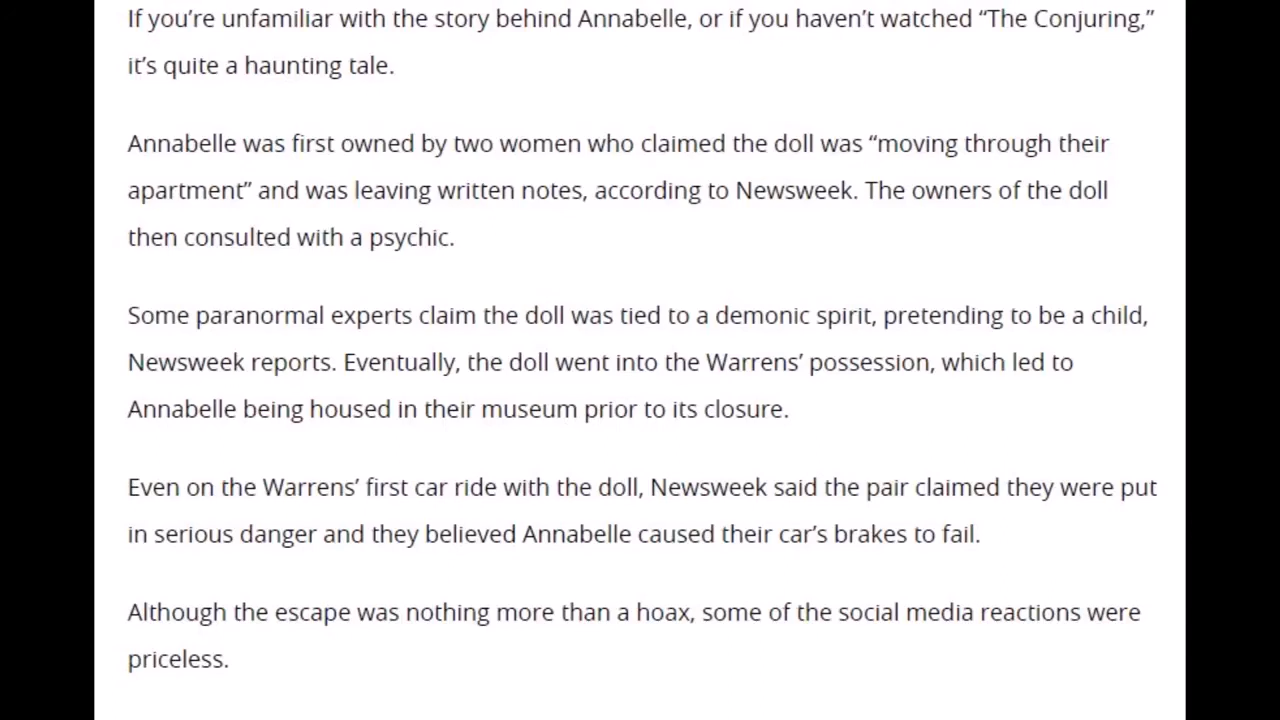 If you’re unfamiliar with the story behind Annabelle, or if you haven’t watched “The Conjuring,”
it’s quite a haunting tale.
Annabelle was first owned by two women who claimed the doll was “moving through their
apartment” and was leaving written notes, according to Newsweek. The owners of the doll
then consulted with a psychic.
Some paranormal experts claim the doll was tied to a demonic spirit, pretending to be a child,
Newsweek reports. Eventually, the doll went into the Warrens’ possession, which led to
Annabelle being housed in their museum prior to its closure.
Even on the Warrens’ first car ride with the doll, Newsweek said the pair claimed they were put
in serious danger and they believed Annabelle caused their car’s brakes to fail.
Although the escape was nothing more than a hoax, some of the social media reactions were
priceless.